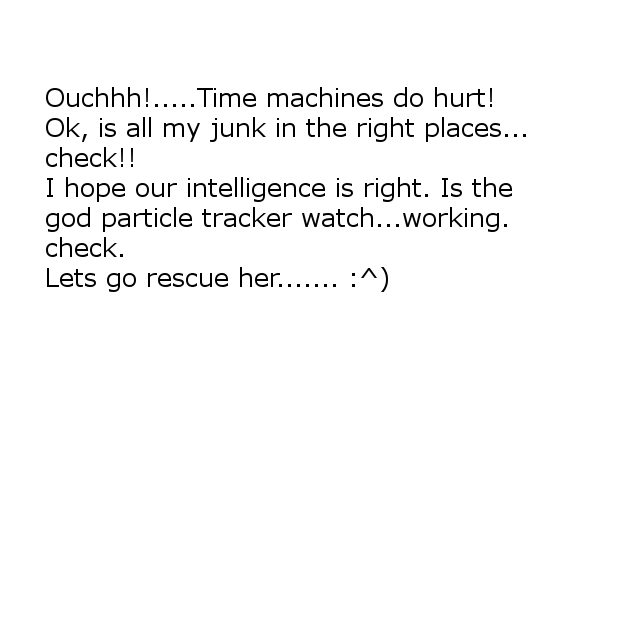 Ouchhh!.....Time machines do hurt!
Ok, is all my junk in the right places...
check!!
I hope our intelligence is right. Is the
god particle tracker watch...working.
check.
Lets go rescue her....... :^)